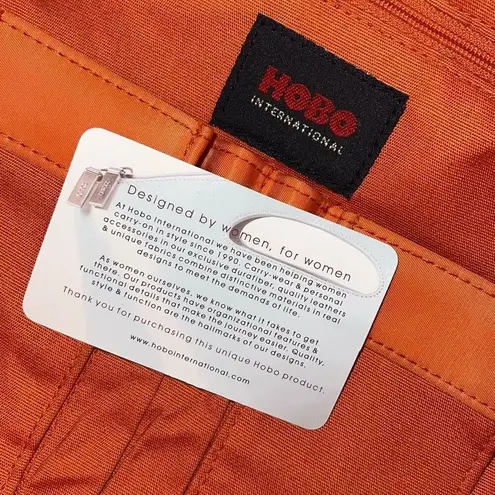 HOBO
INTERNATIONAL
Designed by women, for women
At Hobo International we have been helping women
carry-on in style since 1990. Carry-wear & personal
accessories in our exclusive durafiber, quality leathers
& unique fabrics combine distinctive materials in real
designs to meet the demands of life.
As women ourselves, we know what it takes to get
there. Our products have organizational features &
functional details that make the journey easier. Quality,
style & function are the hallmarks of our designs.
Thank you for purchasing this unique Hobo product.
www.hobointernational.com